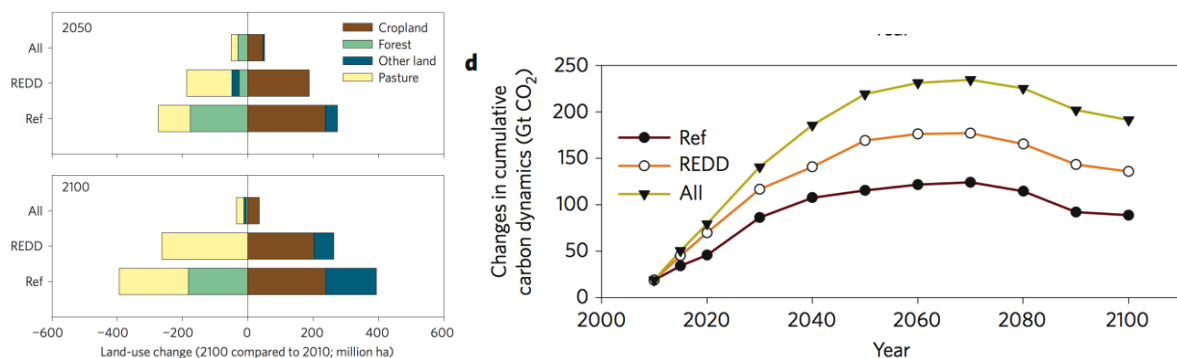 2050
Cropland
Forest
Other land
Pasture
All
REDD
Ref
2100
All
REDD
Ref
−600 −400 −200 0 200 400 600
Land-use change (2100 compared to 2010; million ha)
d
Changes in cumulative
carbon dynamics (Gt CO2)
250
200
150
100
50
0
Ref
REDD
All
2000 2020 2040 2060 2080 2100
Year